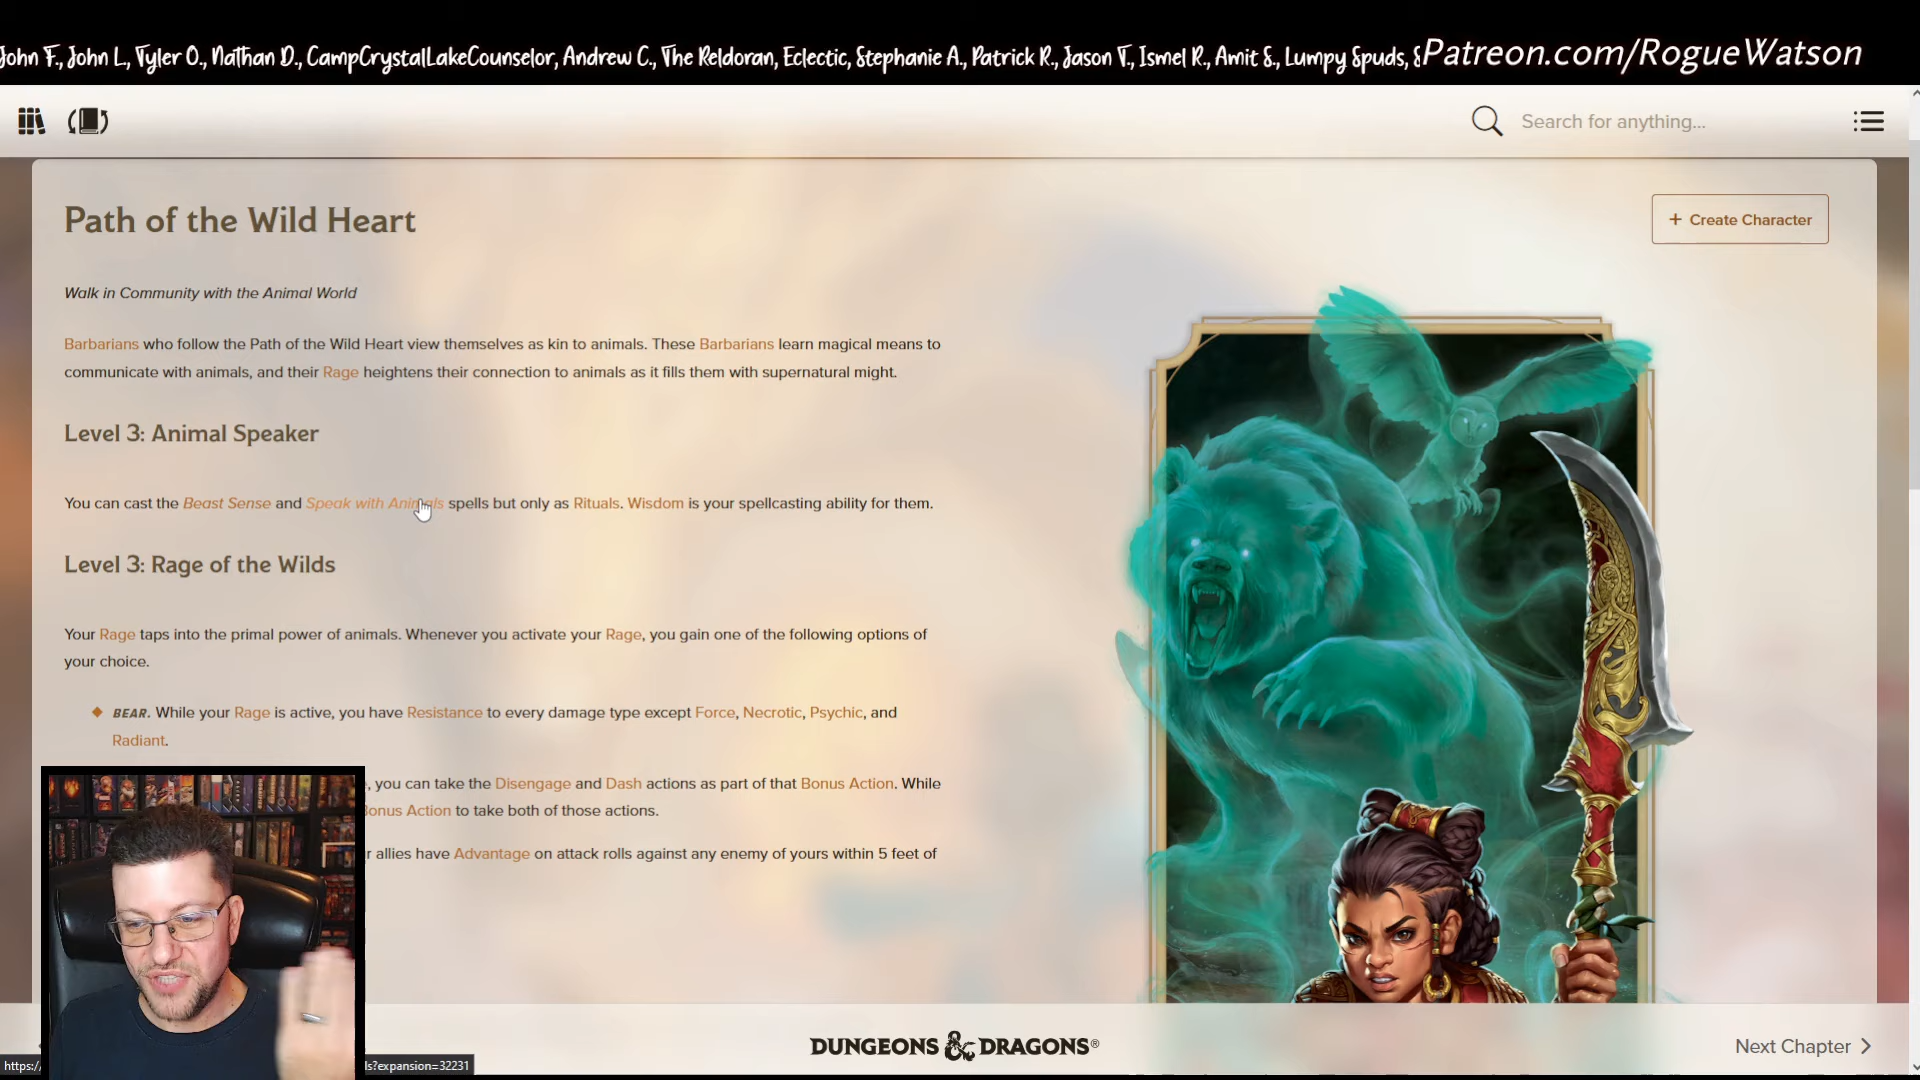 John F., John L., Tyler O., Nathan D., CampCrystalLakeCounselor, Andrew C., The Reldoran, Eclectic, Stephanie A., Patrick R., Jason T., Ismel R., Amit S., Lumpy Spuds, Patreon.com/RogueWatson
Search for anything...
Path of the Wild Heart
+ Create Character
Walk in Community with the Animal World
Barbarians who follow the Path of the Wild Heart view themselves as kin to animals. These Barbarians learn magical means to
communicate with animals, and their Rage heightens their connection to animals as it fills them with supernatural might.
Level 3: Animal Speaker
You can cast the Beast Sense and Speak with Animals spells but only as Rituals. Wisdom is your spellcasting ability for them.
Level 3: Rage of the Wilds
Your Rage taps into the primal power of animals. Whenever you activate your Rage, you gain one of the following options of
your choice.
BEAR. While your Rage is active, you have Resistance to every damage type except Force, Necrotic, Psychic, and
Radiant.
, you can take the Disengage and Dash actions as part of that Bonus Action. While
Bonus Action to take both of those actions.
r allies have Advantage on attack rolls against any enemy of yours within 5 feet of
DUNGEONS & DRAGONS®
Next Chapter >
https:/
ls?expansion=32231